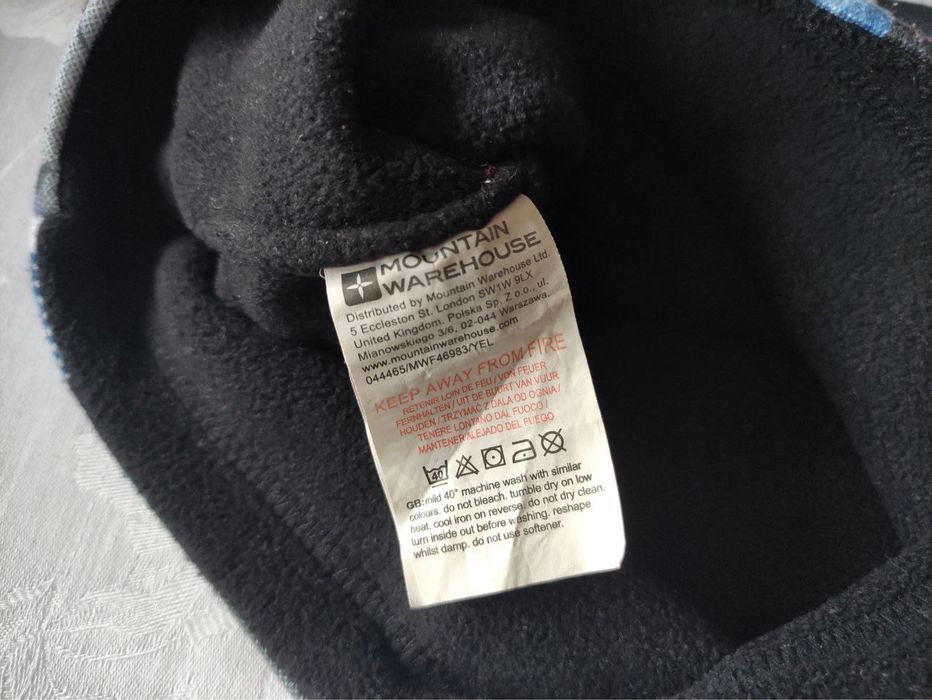 MOUNTAIN
WAREHOUSE
Distributed by Mountain Warehouse Ltd.
5 Eccleston St. London SW1W 9LX
United Kingdom. Polska Sp. Z o.o., ul.
Mianowskiego 3/6, 02-044 Warszawa,
www.mountainwarehouse.com
044465/MWF46983/YEL
KEEP AWAY FROM FIRE
RETENIR LOIN DE FEU / VON FEUER
FERNHALTEN / UIT DE BUURT VAN VUUR
HOUDEN / TRZYMAĆ Z DALA OD OGNIA /
TENERE LONTANO DAL FUOCO /
MANTENER ALEJADO DEL FUEGO
40
GB: mild 40° machine wash with similar
colours. do not bleach. tumble dry on low
heat. cool iron on reverse. do not dry clean.
turn inside out before washing. reshape
whilst damp. do not use softener.